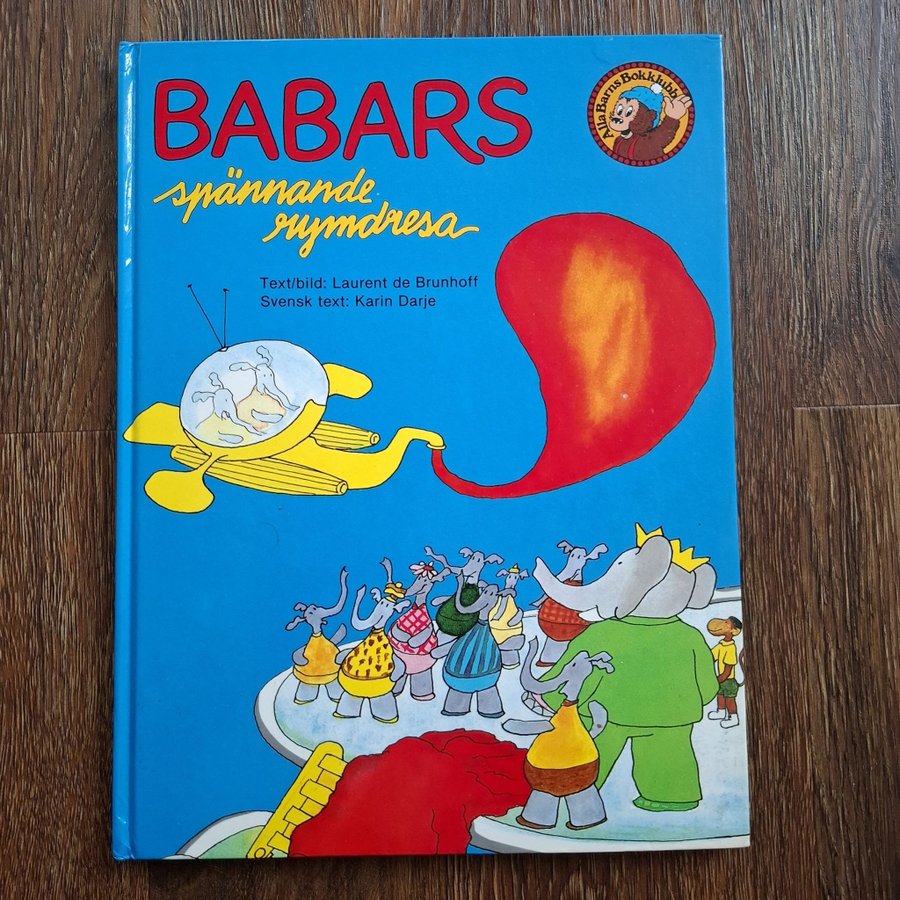 BABARS
Alla Barns Bokklubb
spännande
rymdresa
Text/bild: Laurent de Brunhoff
Svensk text: Karin Darje